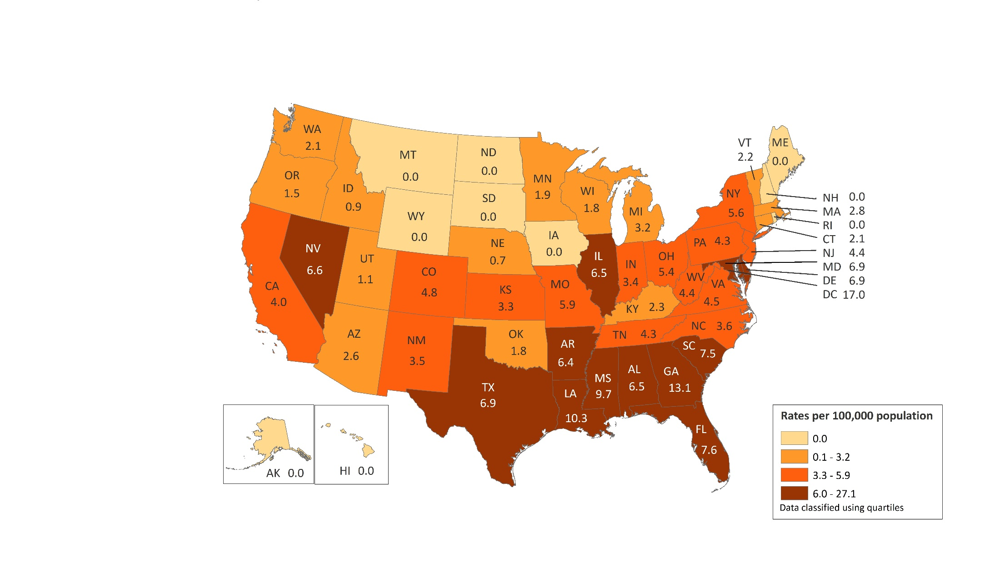 WA
2.1
OR
1.5
ID
0.9
MT
0.0
ND
0.0
SD
0.0
WY
0.0
MN
1.9
WI
1.8
MI
3.2
VT
2.2
ME
0.0
NH 0.0
MA 2.8
RI 0.0
CT 2.1
NJ 4.4
MD 6.9
DE 6.9
DC 17.0
NY
5.6
PA 4.3
NV
6.6
CA
4.0
UT
1.1
CO
4.8
NE
0.7
IA
0.0
KS
3.3
MO
5.9
IL
6.5
IN
3.4
OH
5.4
WV
4.4
VA
4.5
KY 2.3
NC 3.6
TN 4.3
SC
7.5
AZ
2.6
NM
3.5
OK
1.8
AR
6.4
TX
6.9
LA
10.3
MS
9.7
AL
6.5
GA
13.1
FL
7.6
AK 0.0
HI 0.0
Rates per 100,000 population
0.0
0.1 - 3.2
3.3 - 5.9
6.0 - 27.1
Data classified using quartiles